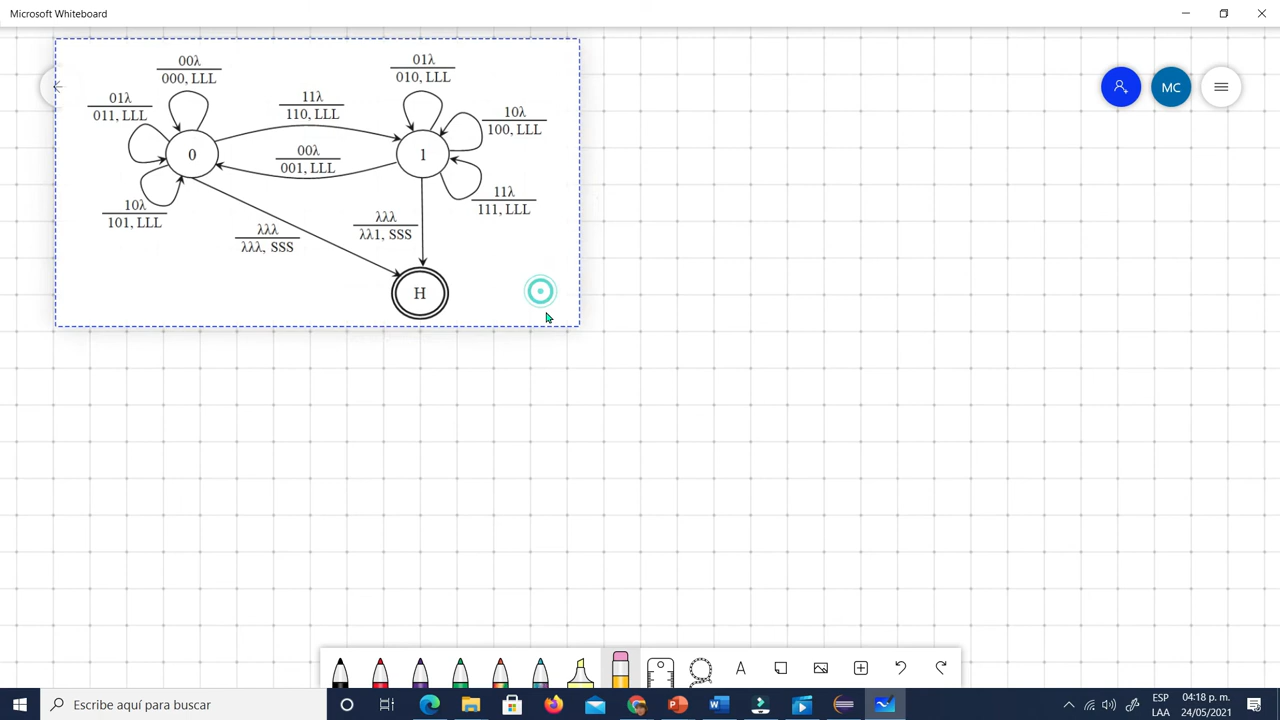 Microsoft Whiteboard
00λ
000, LLL
01λ
010, LLL
01λ
011, LLL
11λ
110, LLL
10λ
100, LLL
0
00λ
001, LLL
1
10λ
101, LLL
11λ
111, LLL
λλλ
λλλ, SSS
λλλ
λλ1, SSS
H
MC
A
Escribe aquí para buscar
ESP
LAA
04:18 p. m.
24/05/2021